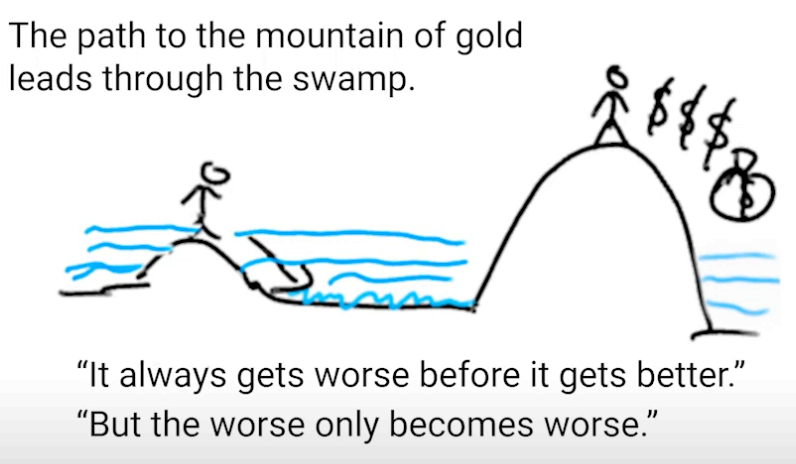 The path to the mountain of gold
leads through the swamp.
$ $ $
$
“It always gets worse before it gets better.”
“But the worse only becomes worse.”